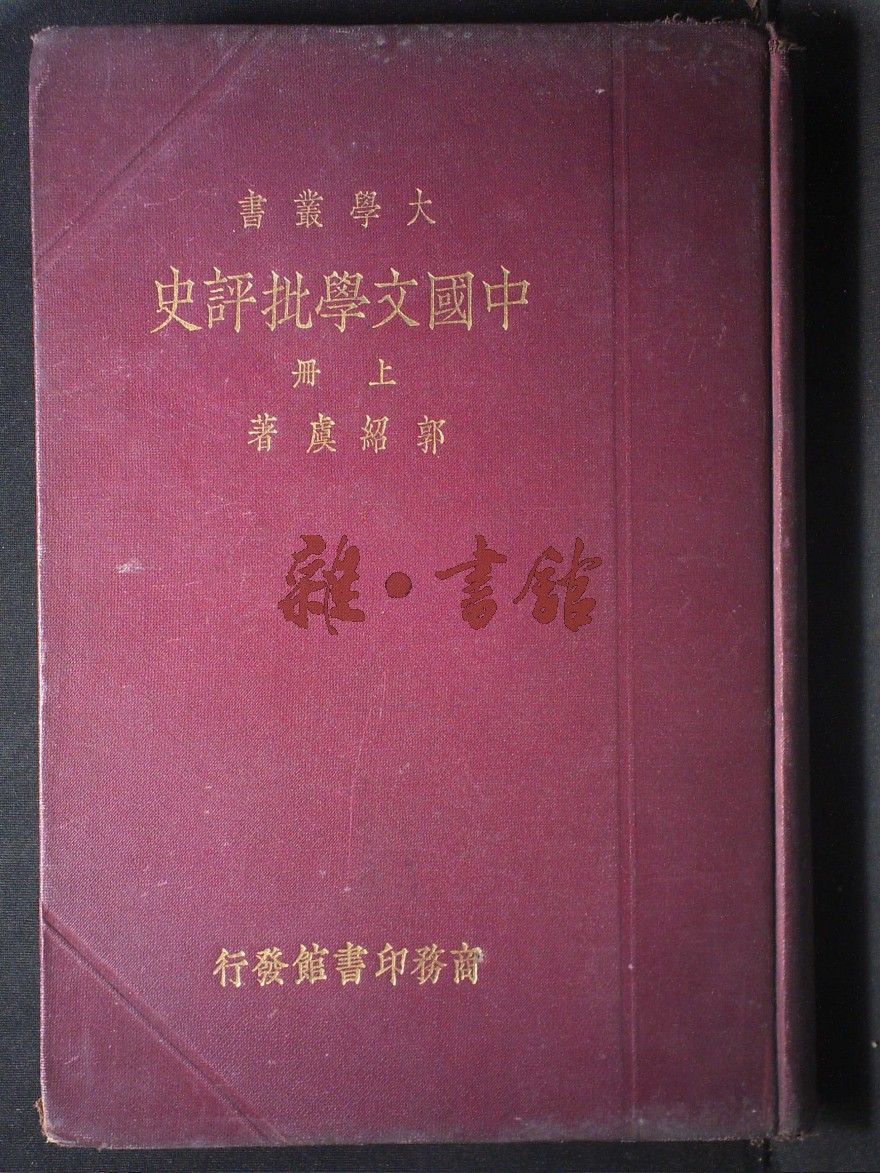 大學叢書
中國文學批評史
上冊
郭紹虞著
雜·書館
商務印書館發行